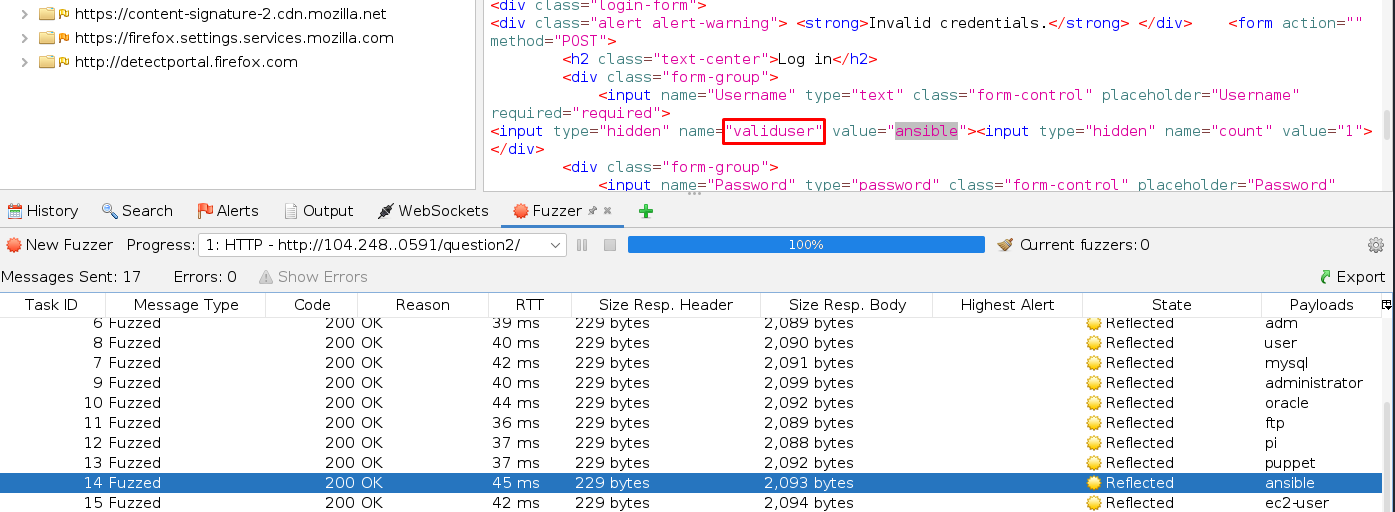 https://content-signature-2.cdn.mozilla.net
https://firefox.settings.services.mozilla.com
http://detectportal.firefox.com
<div class="login-form">
<div class="alert alert-warning"> <strong>Invalid credentials.</strong> </div> <form action=""
method="POST">
<h2 class="text-center">Log in</h2>
<div class="form-group">
<input name="Username" type="text" class="form-control" placeholder="Username"
required="required">
<input type="hidden" name="validuser" value="ansible"><input type="hidden" name="count" value="1">
</div>
<div class="form-group">
<input name="Password" type="password" class="form-control" placeholder="Password"
History Search Alerts Output WebSockets Fuzzer
New Fuzzer Progress: 1: HTTP - http://104.248..0591/question2/ 100% Current fuzzers: 0
Messages Sent: 17 Errors: 0 Show Errors Export
Task ID Message Type Code Reason RTT Size Resp. Header Size Resp. Body Highest Alert State Payloads
6 Fuzzed 200 OK 39 ms 229 bytes 2,089 bytes Reflected adm
8 Fuzzed 200 OK 40 ms 229 bytes 2,090 bytes Reflected user
7 Fuzzed 200 OK 42 ms 229 bytes 2,091 bytes Reflected mysql
9 Fuzzed 200 OK 40 ms 229 bytes 2,099 bytes Reflected administrator
10 Fuzzed 200 OK 44 ms 229 bytes 2,092 bytes Reflected oracle
11 Fuzzed 200 OK 36 ms 229 bytes 2,089 bytes Reflected ftp
12 Fuzzed 200 OK 37 ms 229 bytes 2,088 bytes Reflected pi
13 Fuzzed 200 OK 37 ms 229 bytes 2,092 bytes Reflected puppet
14 Fuzzed 200 OK 45 ms 229 bytes 2,093 bytes Reflected ansible
15 Fuzzed 200 OK 42 ms 229 bytes 2,094 bytes Reflected ec2-user